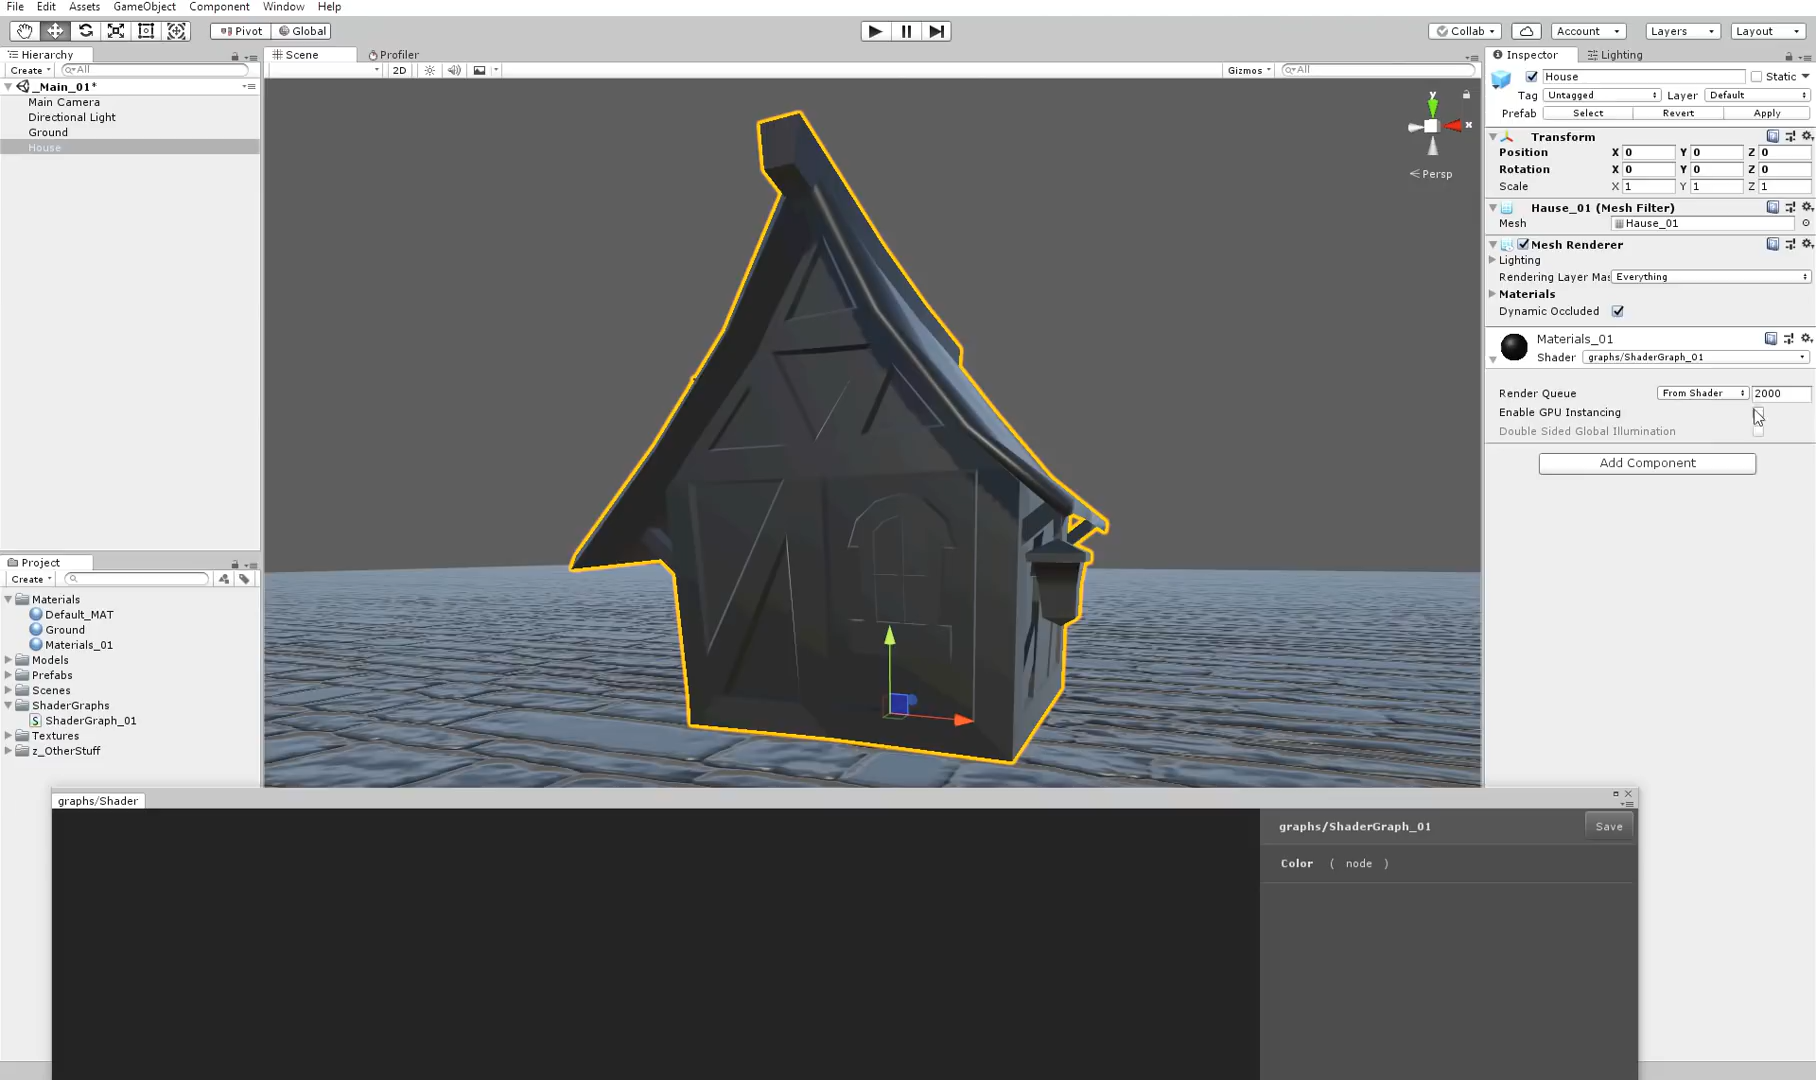 File Edit Assets GameObject Component Window Help
Pivot Global Collab Account Layers Layout
Hierarchy Scene Profiler Inspector Lighting
Create All 2D Gizmos All House Static
_Main_01*
Main Camera Tag Untagged Layer Default
Directional Light Prefab Select Revert Apply
Ground
House
y
x
Persp
Transform
Position X 0 Y 0 Z 0
Rotation X 0 Y 0 Z 0
Scale X 1 Y 1 Z 1
Hause_01 (Mesh Filter)
Mesh Hause_01
Mesh Renderer
Lighting
Rendering Layer Mas Everything
Materials
Dynamic Occluded
Materials_01
Shader graphs/ShaderGraph_01
Render Queue From Shader 2000
Enable GPU Instancing
Double Sided Global Illumination
Add Component
Project
Create
Materials
Default_MAT
Ground
Materials_01
Models
Prefabs
Scenes
ShaderGraphs
ShaderGraph_01
Textures
z_OtherStuff
graphs/Shader
graphs/ShaderGraph_01 Save
Color ( node )